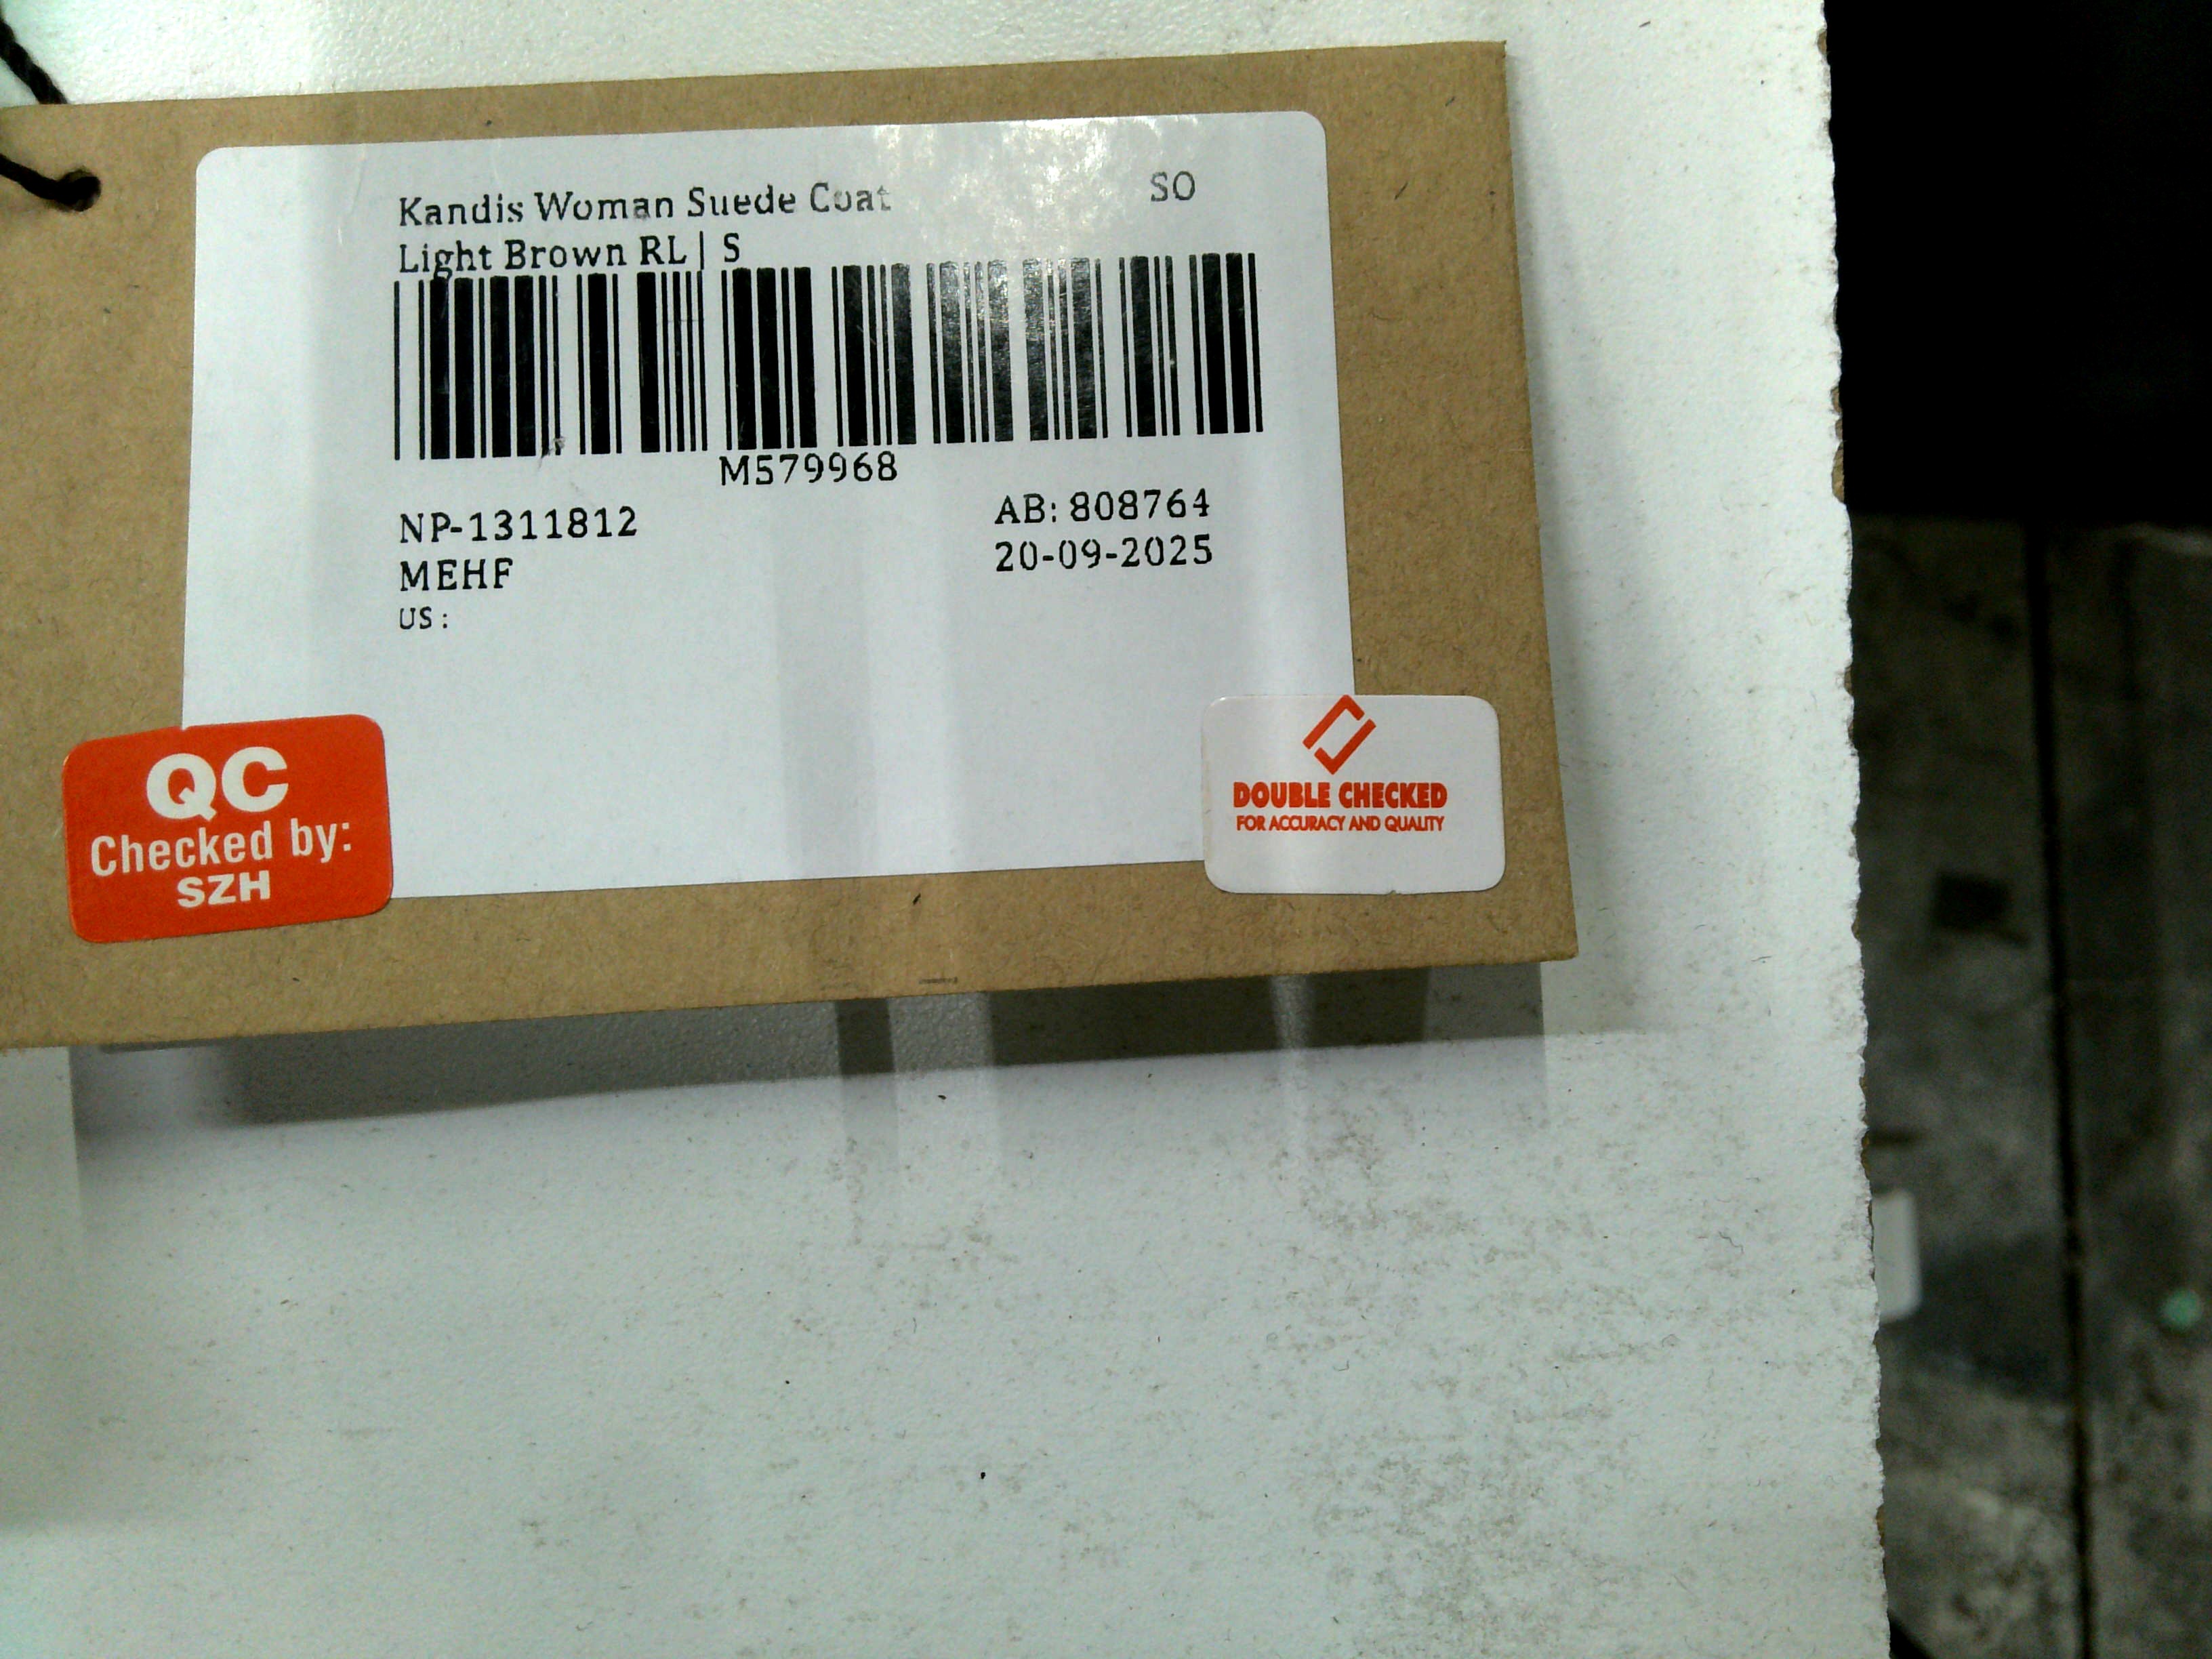 Kandis Woman Suede Coat
SO
Light Brown RL | S
M579968
NP-1311812
AB: 808764
MEHF
20-09-2025
US :
QC
Checked by:
SZH
DOUBLE CHECKED
FOR ACCURACY AND QUALITY